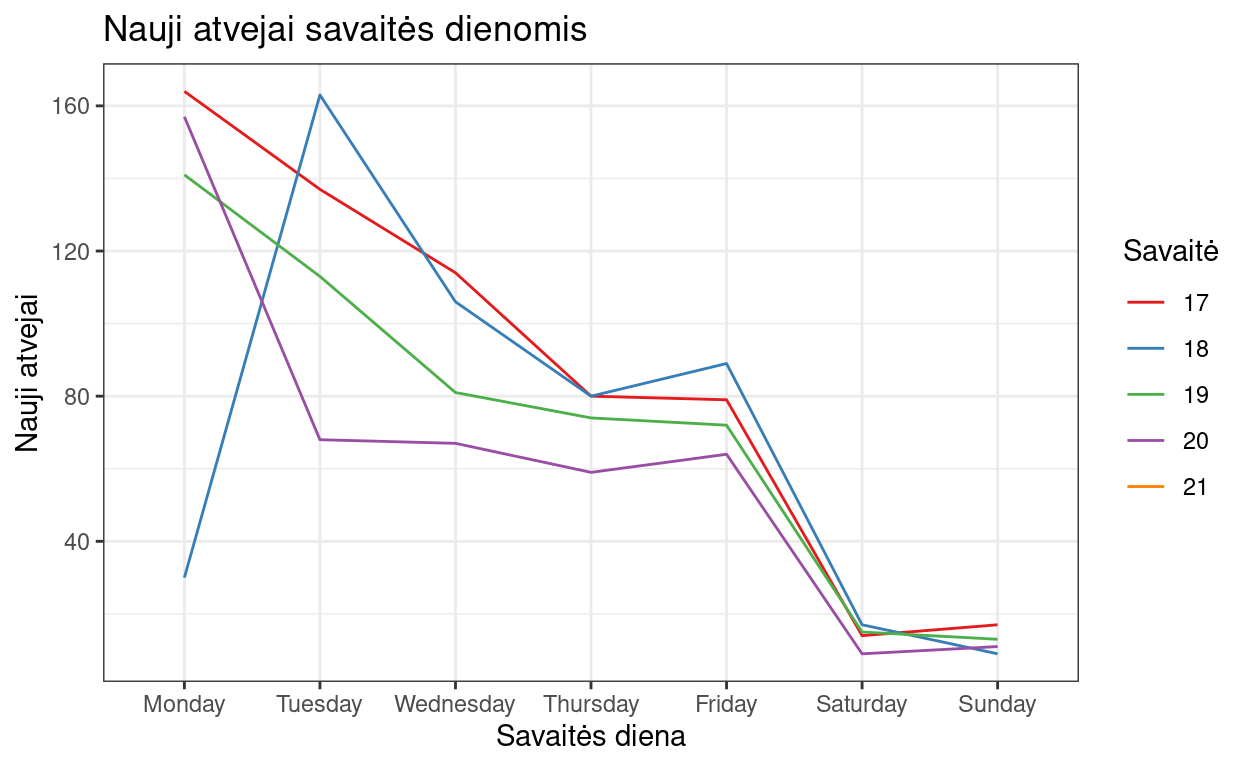 Nauji atvejai savaitės dienomis
Nauji atvejai
160
120
80
40
Monday Tuesday Wednesday Thursday Friday Saturday Sunday
Savaitės diena
Savaitė
17
18
19
20
21